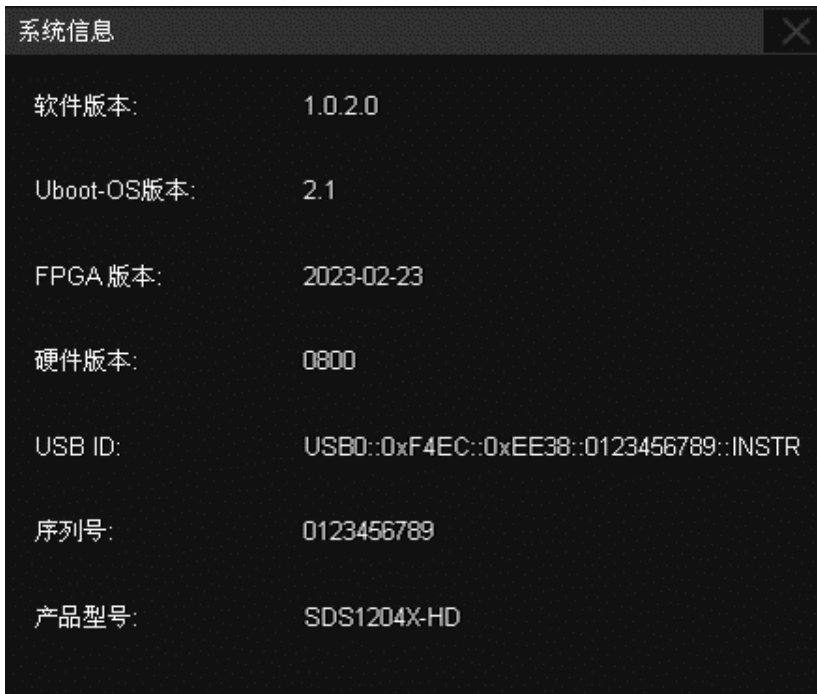 系统信息
软件版本: 1.0.2.0
Uboot-OS版本: 2.1
FPGA 版本: 2023-02-23
硬件版本: 0800
USB ID: USB0::0xF4EC::0xEE38::0123456789::INSTR
序列号: 0123456789
产品型号: SDS1204X-HD